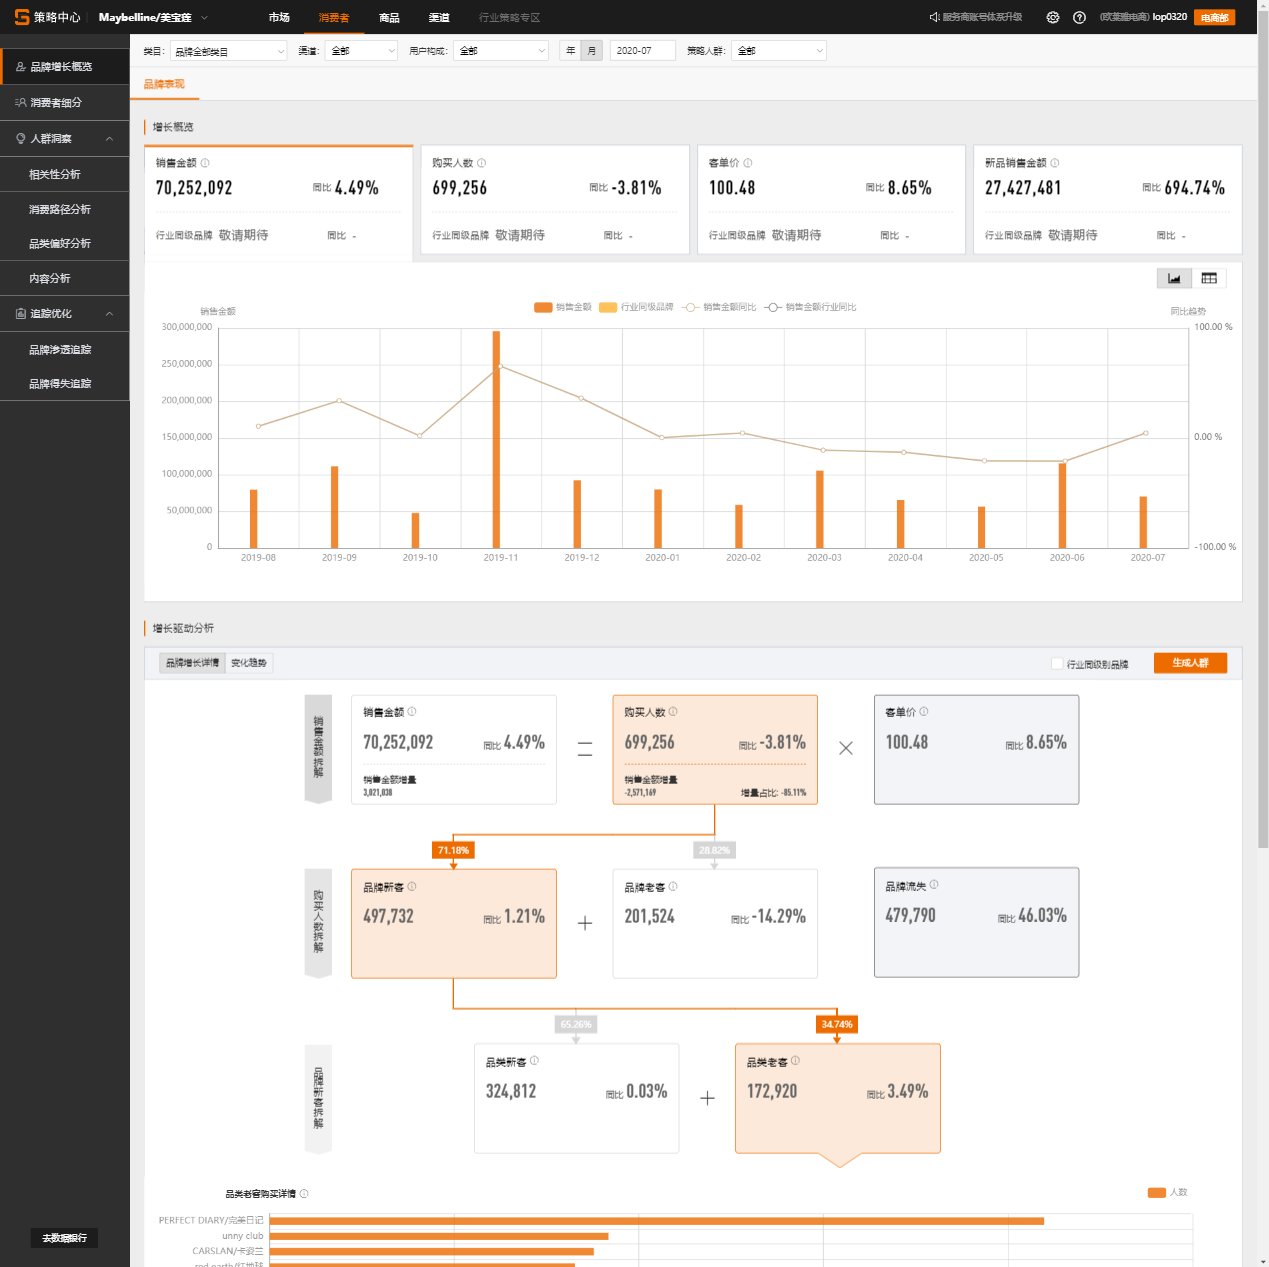 策略中心 Maybelline/美宝莲 市场 消费者 商品 渠道 行业策略专区 服务商账号体系升级 (欧莱雅电商) lop0320 电商部
品牌增长概览
消费者细分
人群洞察
相关性分析
消费路径分析
品类偏好分析
内容分析
追踪优化
品牌渗透追踪
品牌得失追踪
去数据银行
类目: 品牌全部类目 渠道: 全部 用户构成: 全部 年 月 2020-07 策略人群: 全部
品牌表现
增长概览
销售金额 购买人数 客单价 新品销售金额
70,252,092 同比 4.49% 699,256 同比 -3.81% 100.48 同比 8.65% 27,427,481 同比 694.74%
行业同级品牌 敬请期待 同比 - 行业同级品牌 敬请期待 同比 - 行业同级品牌 敬请期待 同比 - 行业同级品牌 敬请期待 同比 -
销售金额 行业同级品牌 销售金额同比 销售金额行业同比
销售金额 同比趋势
300,000,000 100.00 %
250,000,000
200,000,000
150,000,000 0.00 %
100,000,000
50,000,000
0 -100.00 %
2019-08 2019-09 2019-10 2019-11 2019-12 2020-01 2020-02 2020-03 2020-04 2020-05 2020-06 2020-07
增长驱动分析
品牌增长详情 变化趋势 行业同级别品牌 生成人群
销售金额拆解
销售金额 购买人数 客单价
70,252,092 同比 4.49% = 699,256 同比 -3.81% × 100.48 同比 8.65%
销售金额增量 销售金额增量
3,021,038 -2,571,169 增量占比: -85.11%
71.18% 28.82%
购买人数拆解
品牌新客 品牌老客 品牌流失
497,732 同比 1.21% + 201,524 同比 -14.29% 479,790 同比 46.03%
65.26% 34.74%
品牌新客拆解
品类新客 品类老客
324,812 同比 0.03% + 172,920 同比 3.49%
品类老客购买详情 人数
PERFECT DIARY/完美日记
unny club
CARSLAN/卡姿兰
red earth/红地球